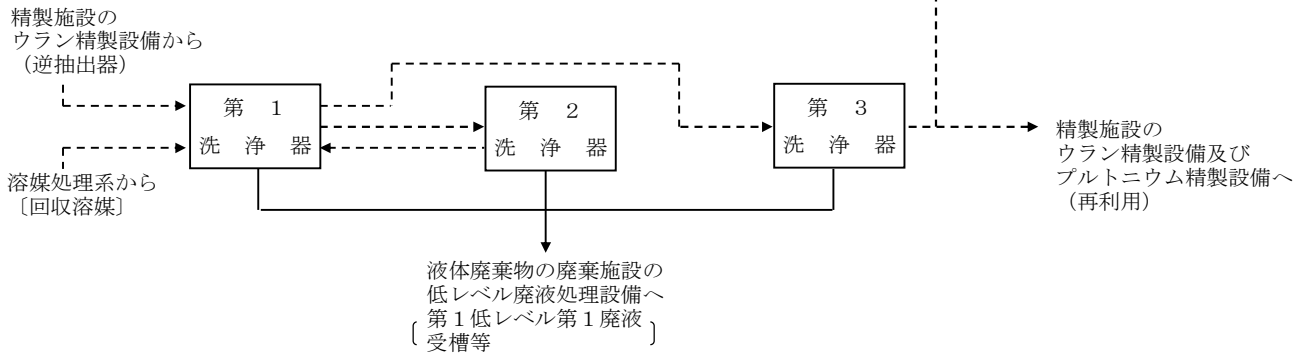 精製施設の
ウラン精製設備から
(逆抽出器)
溶媒処理系から
〔回収溶媒〕
第 1
洗 浄 器
第 2
洗 浄 器
第 3
洗 浄 器
精製施設の
ウラン精製設備及び
プルトニウム精製設備へ
(再利用)
液体廃棄物の廃棄施設の
低レベル廃液処理設備へ
〔第1低レベル第1廃液
受槽等〕